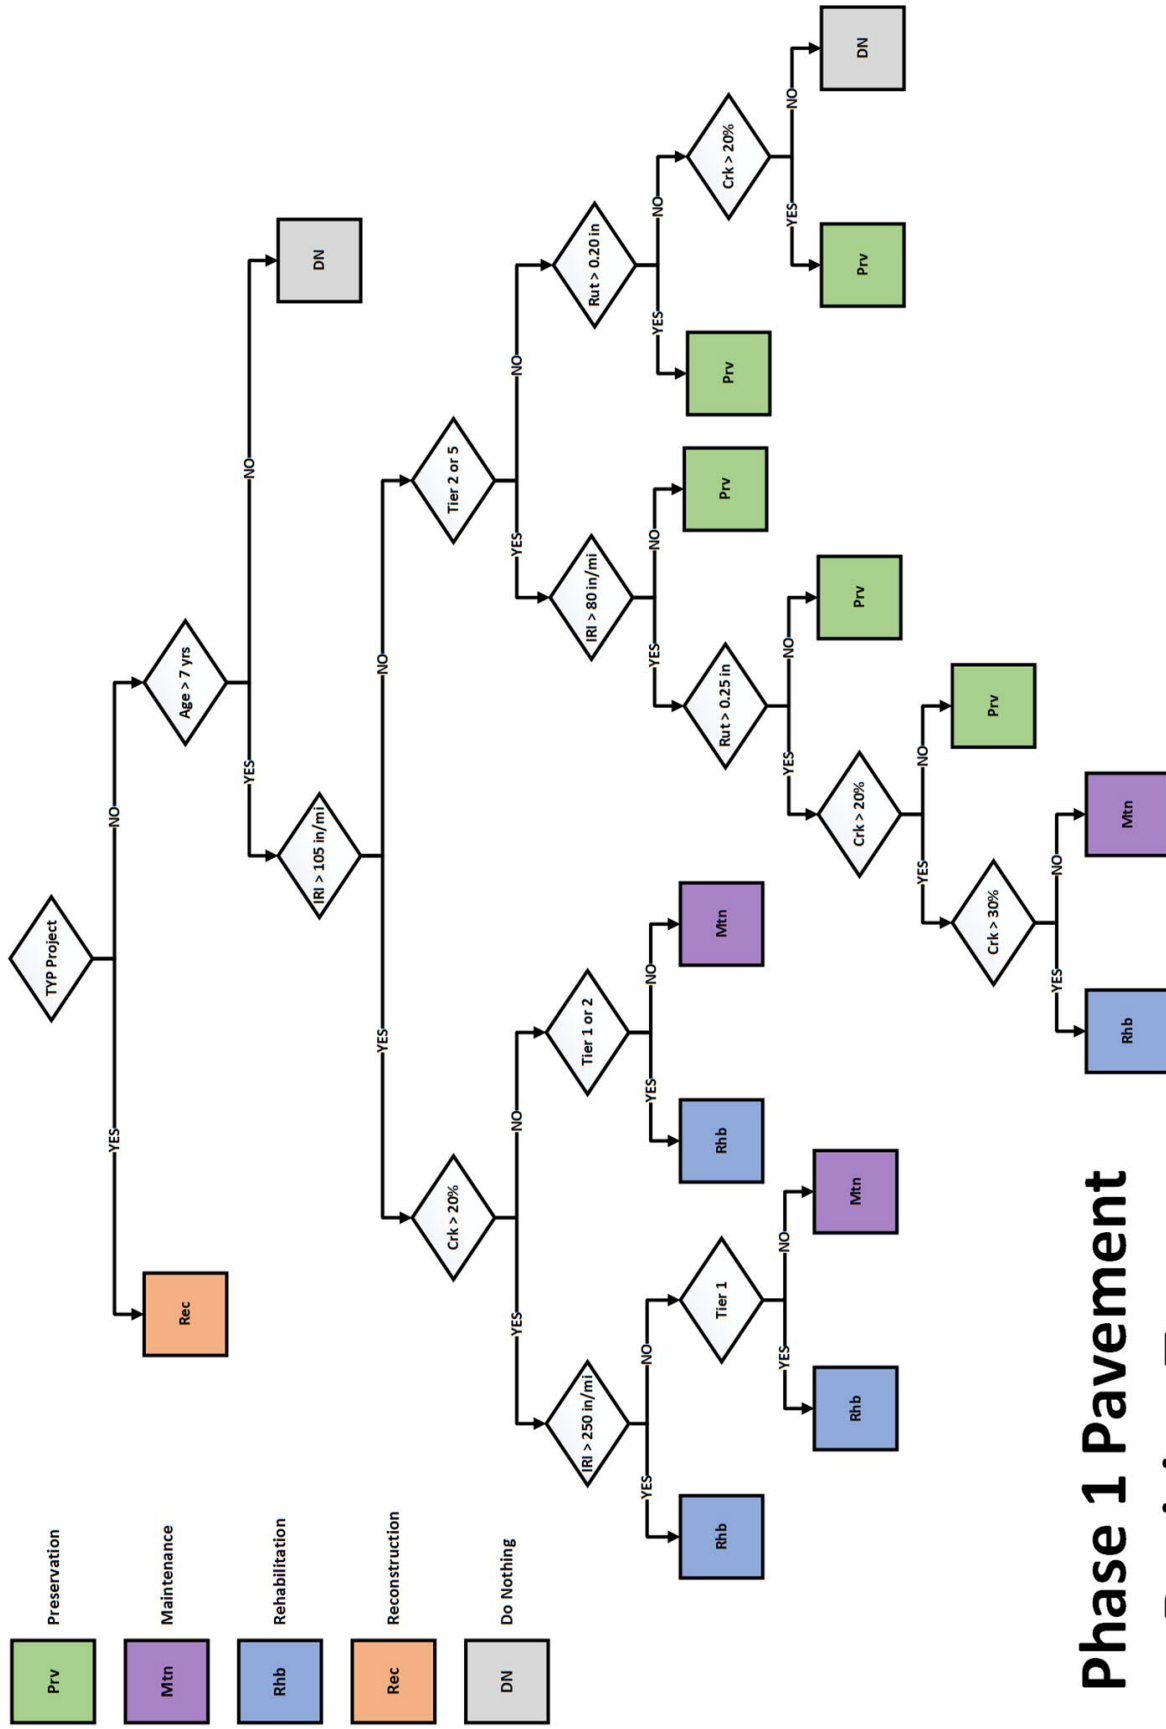 Prv
Preservation
Mtn
Maintenance
Rhb
Rehabilitation
Rec
Reconstruction
DN
Do Nothing
TYP Project
YES
NO
Rec
Age > 7 yrs
YES
NO
IRI > 105 in/mi
DN
YES
NO
Crk > 20%
Tier 2 or 5
YES
NO
YES
NO
IRI > 250 in/mi
Tier 1 or 2
IRI > 80 in/mi
Rut > 0.20 in
YES
NO
YES
NO
YES
NO
YES
NO
Rhb
Tier 1
Rhb
Mtn
Rut > 0.25 in
Prv
Prv
Crk > 20%
YES
NO
YES
NO
YES
NO
Rhb
Mtn
Crk > 20%
Prv
Prv
DN
YES
NO
Crk > 30%
Prv
YES
NO
Rhb
Mtn
Phase 1 Pavement